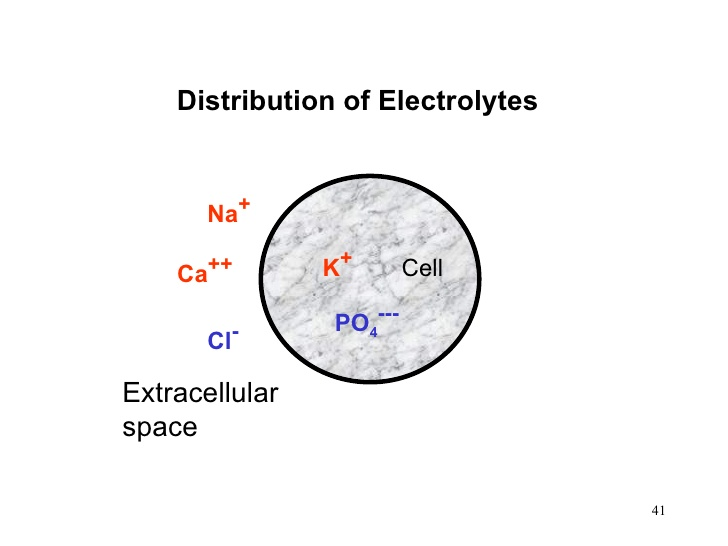 Distribution of Electrolytes
Na⁺
Ca⁺⁺
K⁺
Cell
PO₄⁻⁻⁻
Cl⁻
Extracellular
space
41